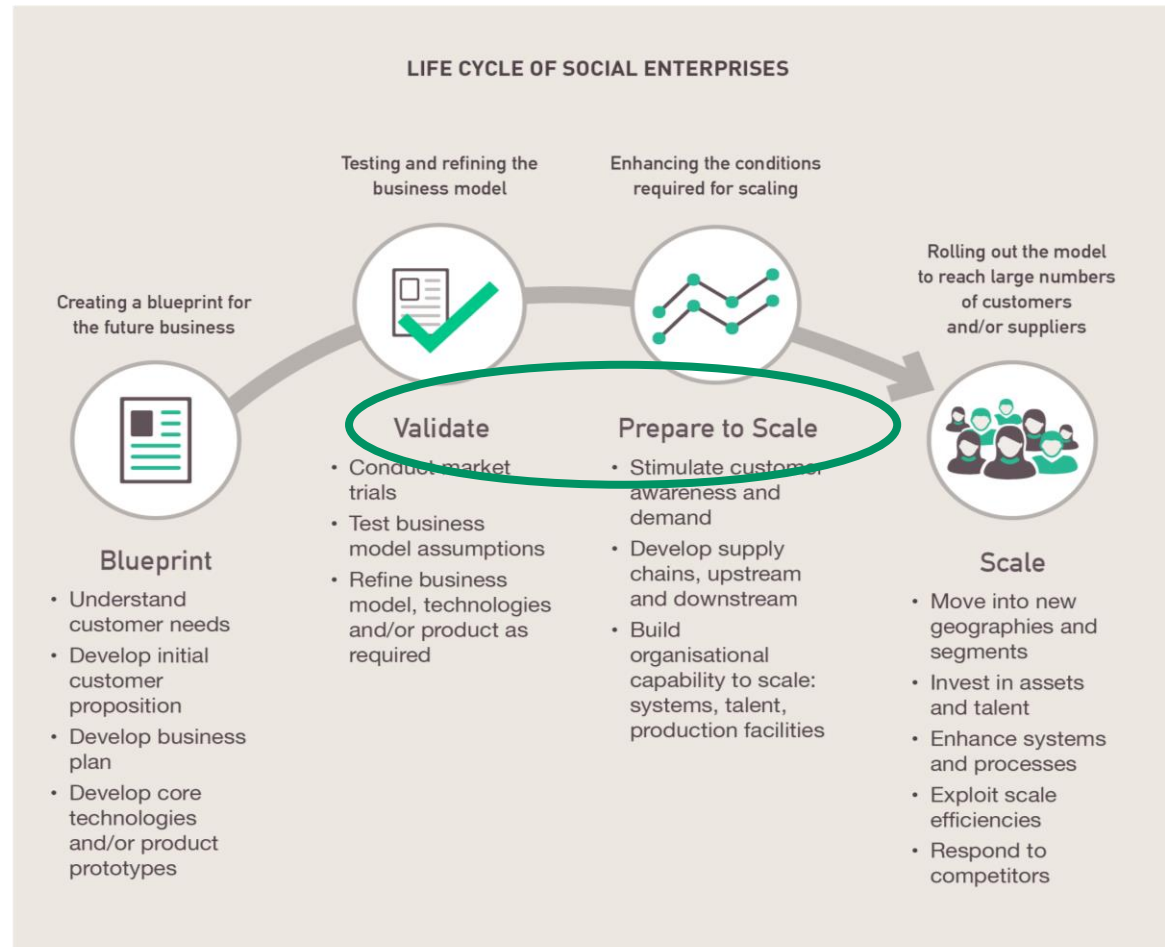 LIFE CYCLE OF SOCIAL ENTERPRISES
Creating a blueprint for
the future business
Blueprint
• Understand
customer needs
• Develop initial
customer
proposition
• Develop business
plan
• Develop core
technologies
and/or product
prototypes
Testing and refining the
business model
Validate
• Conduct market
trials
• Test business
model assumptions
• Refine business
model, technologies
and/or product as
required
Enhancing the conditions
required for scaling
Prepare to Scale
• Stimulate customer
awareness and
demand
• Develop supply
chains, upstream
and downstream
• Build
organisational
capability to scale:
systems, talent,
production facilities
Rolling out the model
to reach large numbers
of customers
and/or suppliers
Scale
• Move into new
geographies and
segments
• Invest in assets
and talent
• Enhance systems
and processes
• Exploit scale
efficiencies
• Respond to
competitors